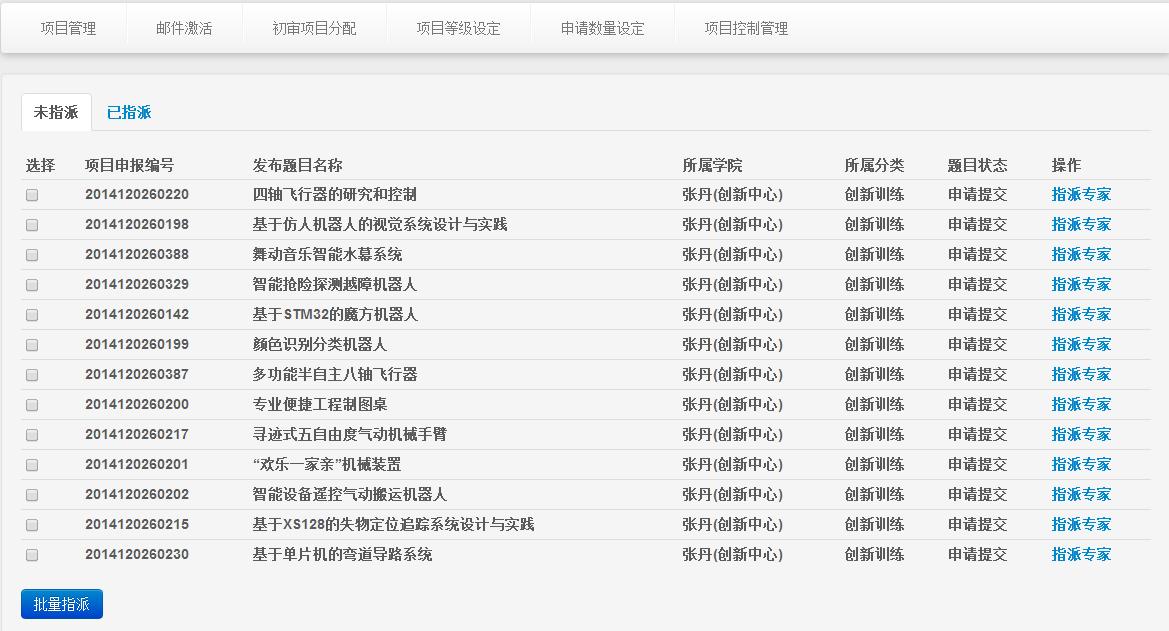 项目管理 邮件激活 初审项目分配 项目等级设定 申请数量设定 项目控制管理
未指派 已指派
选择 项目申报编号 发布题目名称 所属学院 所属分类 题目状态 操作
2014120260220 四轴飞行器的研究和控制 张丹(创新中心) 创新训练 申请提交 指派专家
2014120260198 基于仿人机器人的视觉系统设计与实践 张丹(创新中心) 创新训练 申请提交 指派专家
2014120260388 舞动音乐智能水幕系统 张丹(创新中心) 创新训练 申请提交 指派专家
2014120260329 智能抢险探测越障机器人 张丹(创新中心) 创新训练 申请提交 指派专家
2014120260142 基于STM32的魔方机器人 张丹(创新中心) 创新训练 申请提交 指派专家
2014120260199 颜色识别分类机器人 张丹(创新中心) 创新训练 申请提交 指派专家
2014120260387 多功能半自主八轴飞行器 张丹(创新中心) 创新训练 申请提交 指派专家
2014120260200 专业便捷工程制图桌 张丹(创新中心) 创新训练 申请提交 指派专家
2014120260217 寻迹式五自由度气动机械手臂 张丹(创新中心) 创新训练 申请提交 指派专家
2014120260201 “欢乐一家亲”机械装置 张丹(创新中心) 创新训练 申请提交 指派专家
2014120260202 智能设备遥控气动搬运机器人 张丹(创新中心) 创新训练 申请提交 指派专家
2014120260215 基于XS128的失物定位追踪系统设计与实践 张丹(创新中心) 创新训练 申请提交 指派专家
2014120260230 基于单片机的弯道导路系统 张丹(创新中心) 创新训练 申请提交 指派专家
批量指派